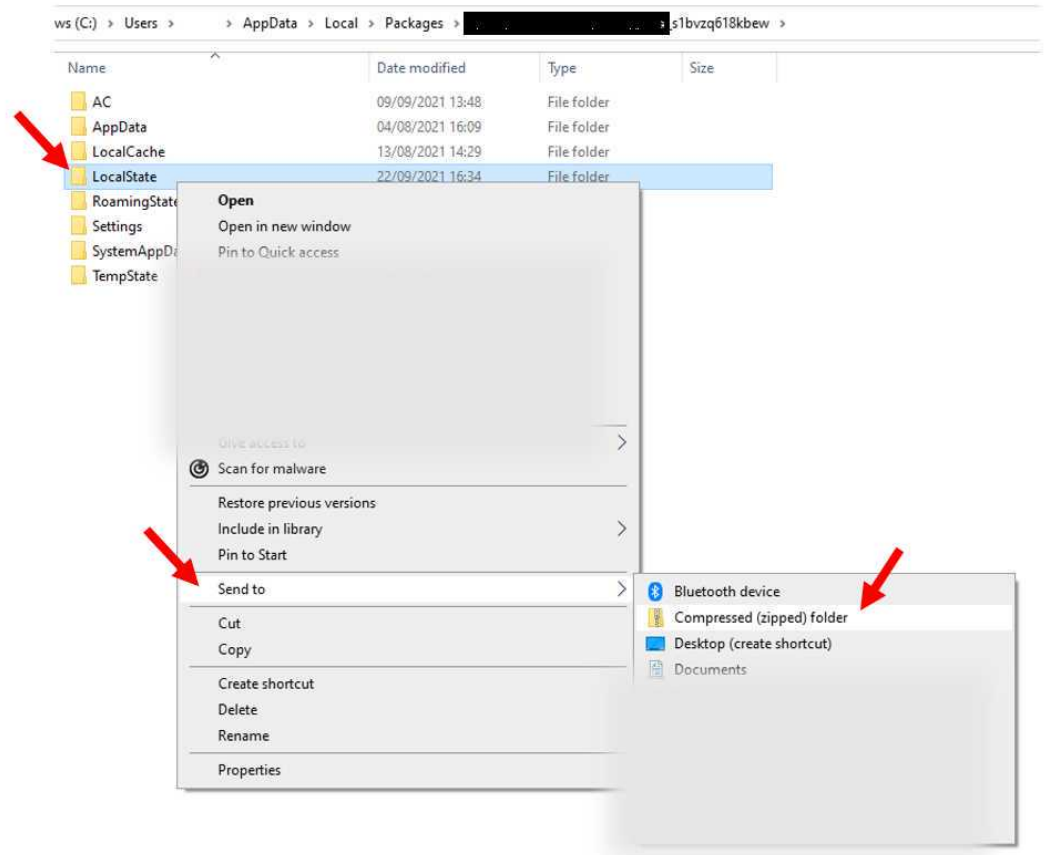 ws (C:) > Users > > AppData > Local > Packages > _s1bvzq618kbew >
Name Date modified Type Size
AC 09/09/2021 13:48 File folder
AppData 04/08/2021 16:09 File folder
LocalCache 13/08/2021 14:29 File folder
LocalState 22/09/2021 16:34 File folder
RoamingState
Settings
SystemAppDa
TempState
Open
Open in new window
Pin to Quick access
Give access to
Scan for malware
Restore previous versions
Include in library
Pin to Start
Send to
Cut
Copy
Create shortcut
Delete
Rename
Properties
Bluetooth device
Compressed (zipped) folder
Desktop (create shortcut)
Documents